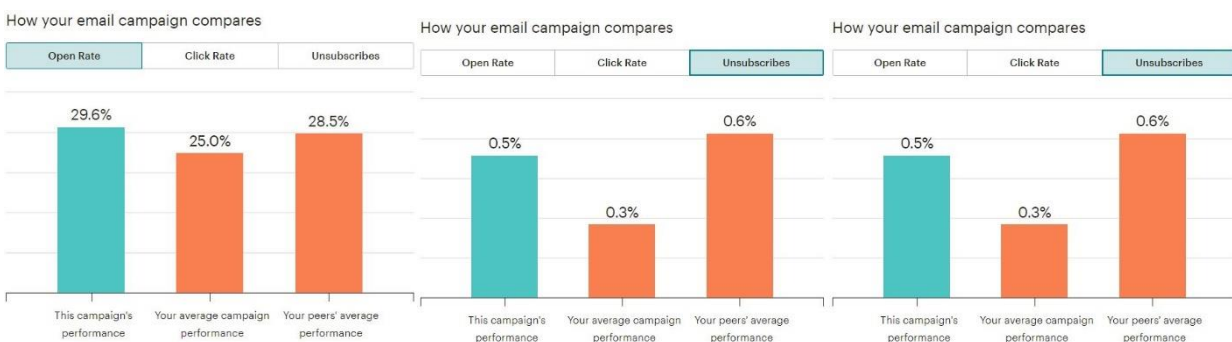 How your email campaign compares
Open Rate Click Rate Unsubscribes
29.6%
25.0%
28.5%
This campaign's performance
Your average campaign performance
Your peers' average performance
How your email campaign compares
Open Rate Click Rate Unsubscribes
0.5%
0.3%
0.6%
This campaign's performance
Your average campaign performance
Your peers' average performance
How your email campaign compares
Open Rate Click Rate Unsubscribes
0.5%
0.3%
0.6%
This campaign's performance
Your average campaign performance
Your peers' average performance